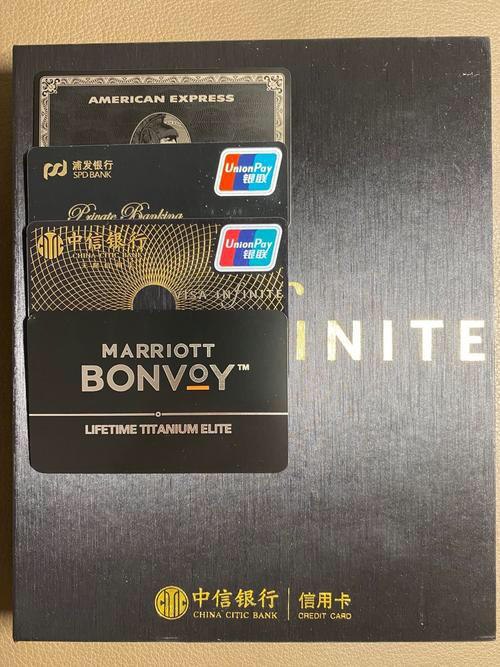 AMERICAN EXPRESS
浦发银行
SPD BANK
UnionPay
银联
Private Banking
中信银行
CHINA CITIC BANK
UnionPay
银联
VISA INFINITE
INITE
MARRIOTT
BONVOY™
LIFETIME TITANIUM ELITE
中信银行
CHINA CITIC BANK
信用卡
CREDIT CARD